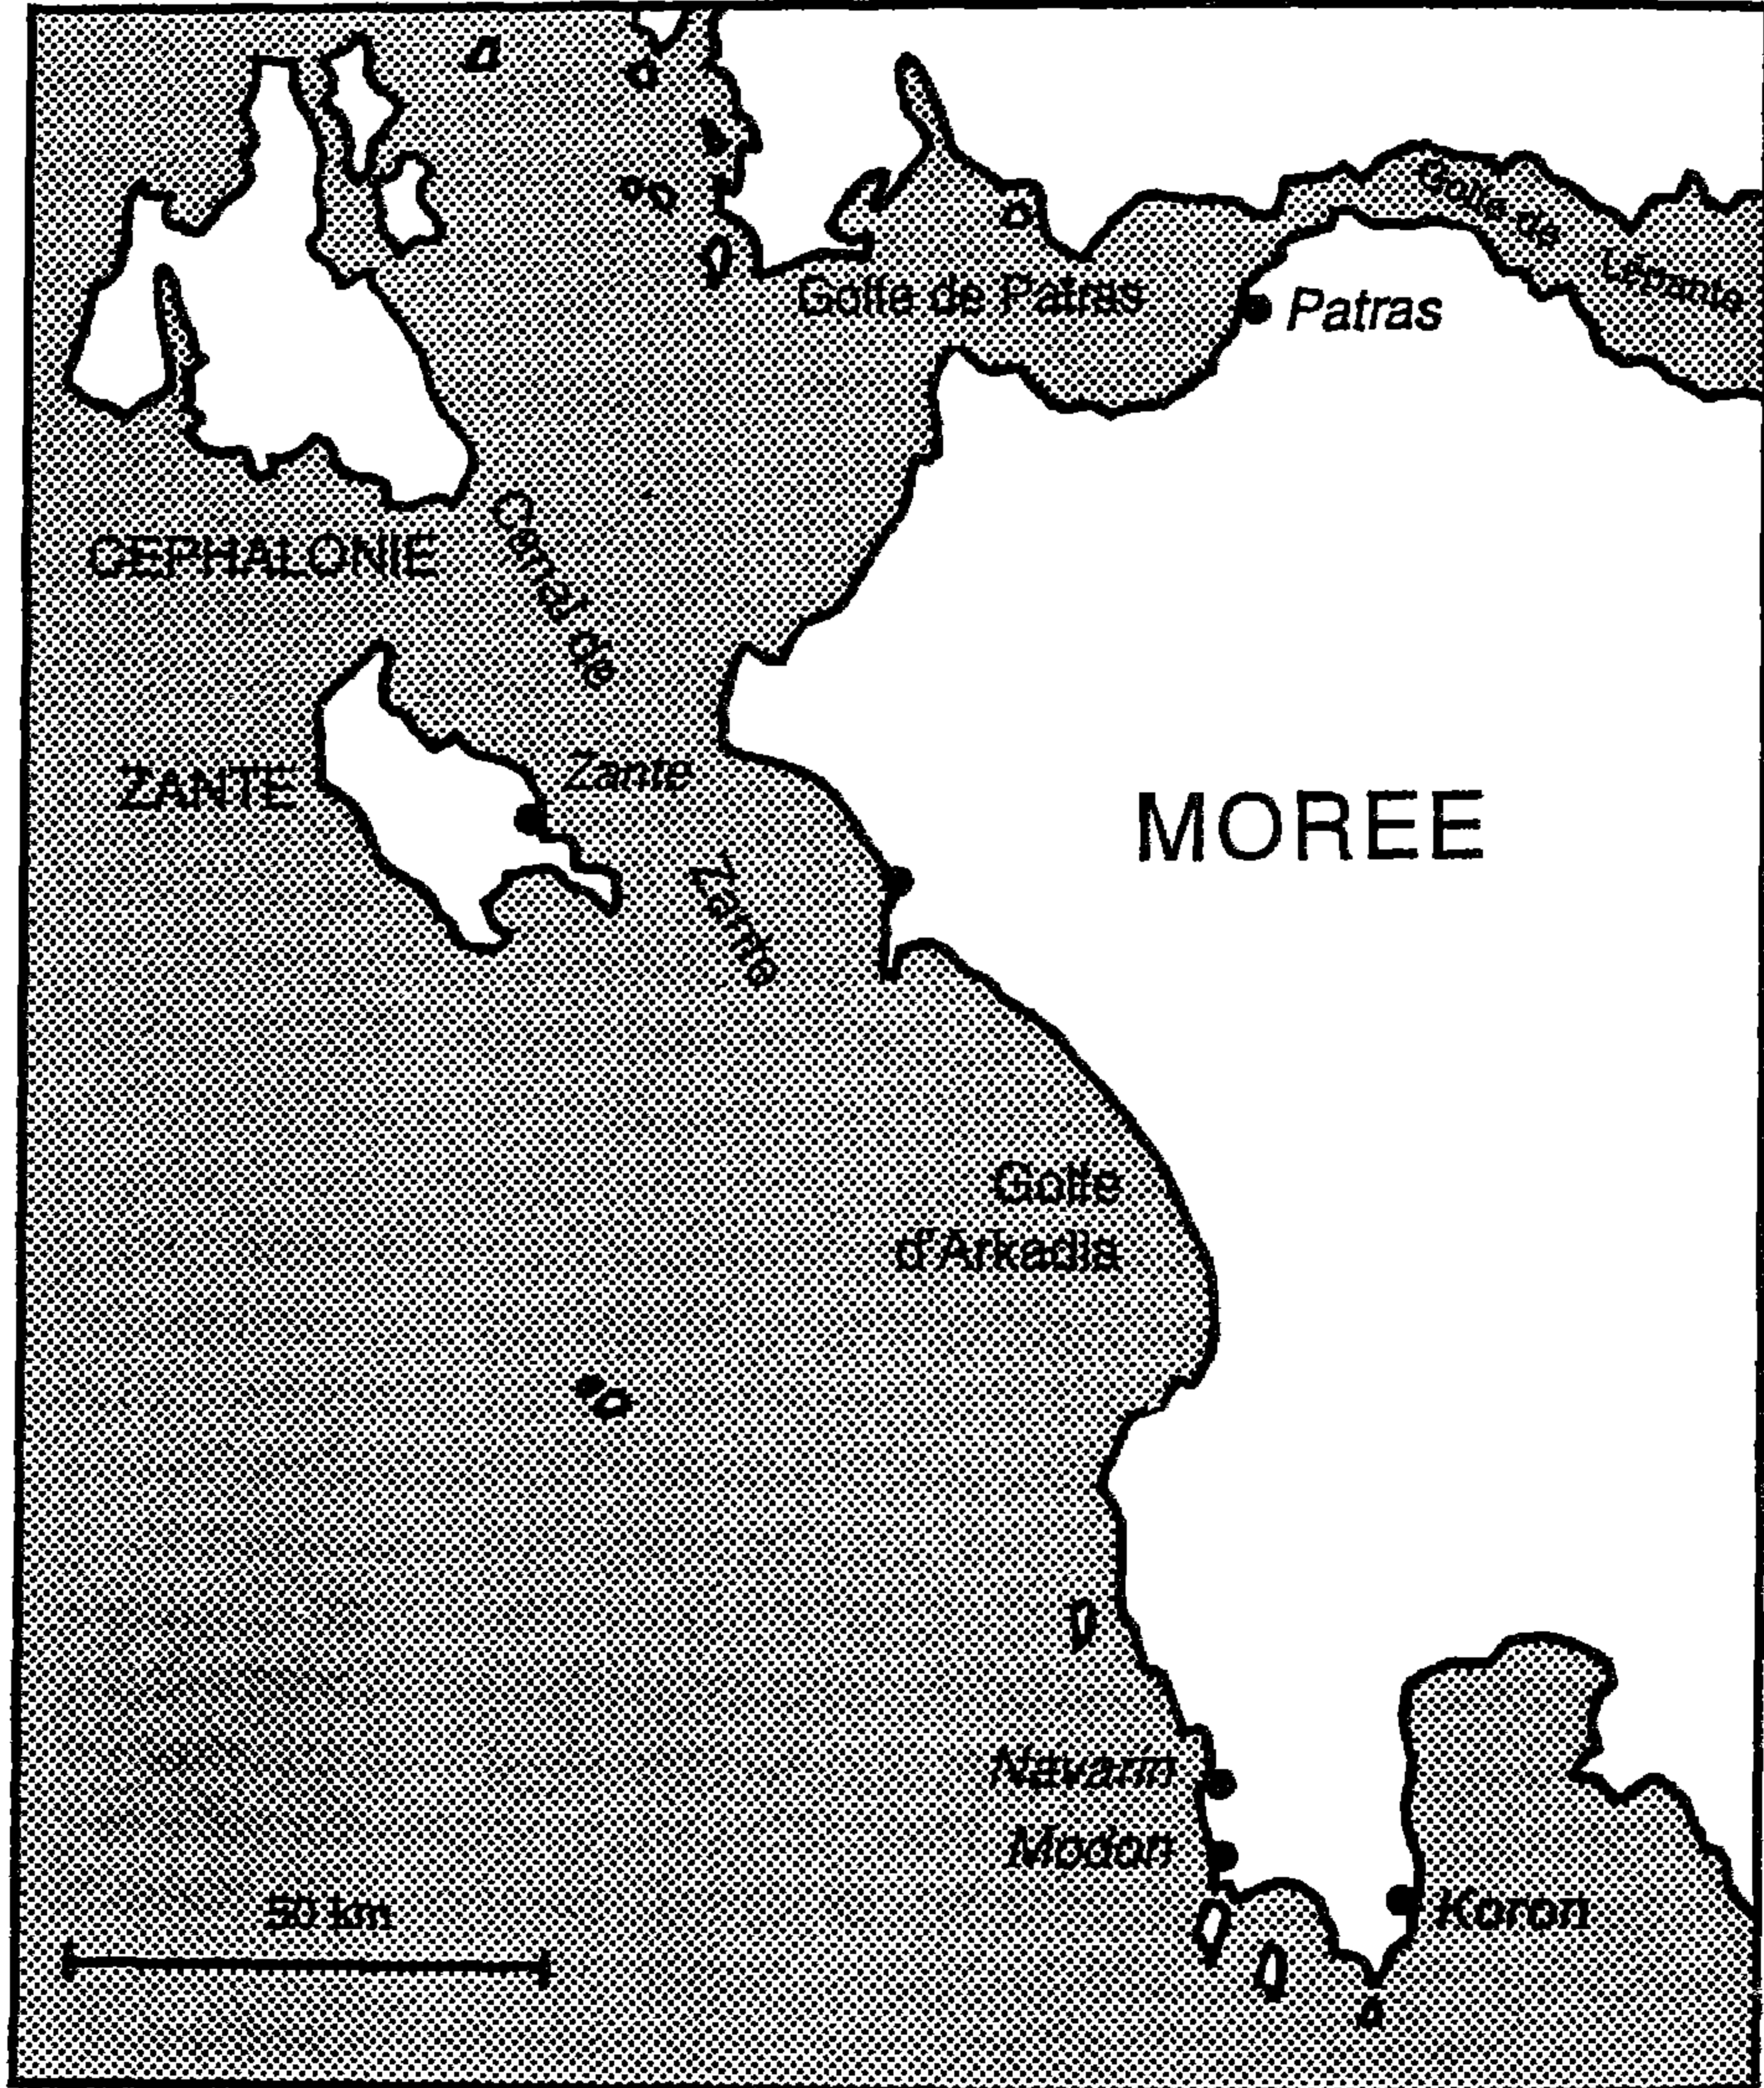 Golfe de
Lépante
Golfe de Patras
Patras
CEPHALONIE
Canal de
Zante
ZANTE
Zante
MOREE
Golfe
d'Arkadia
Navarin
Modon
Koron
50 km